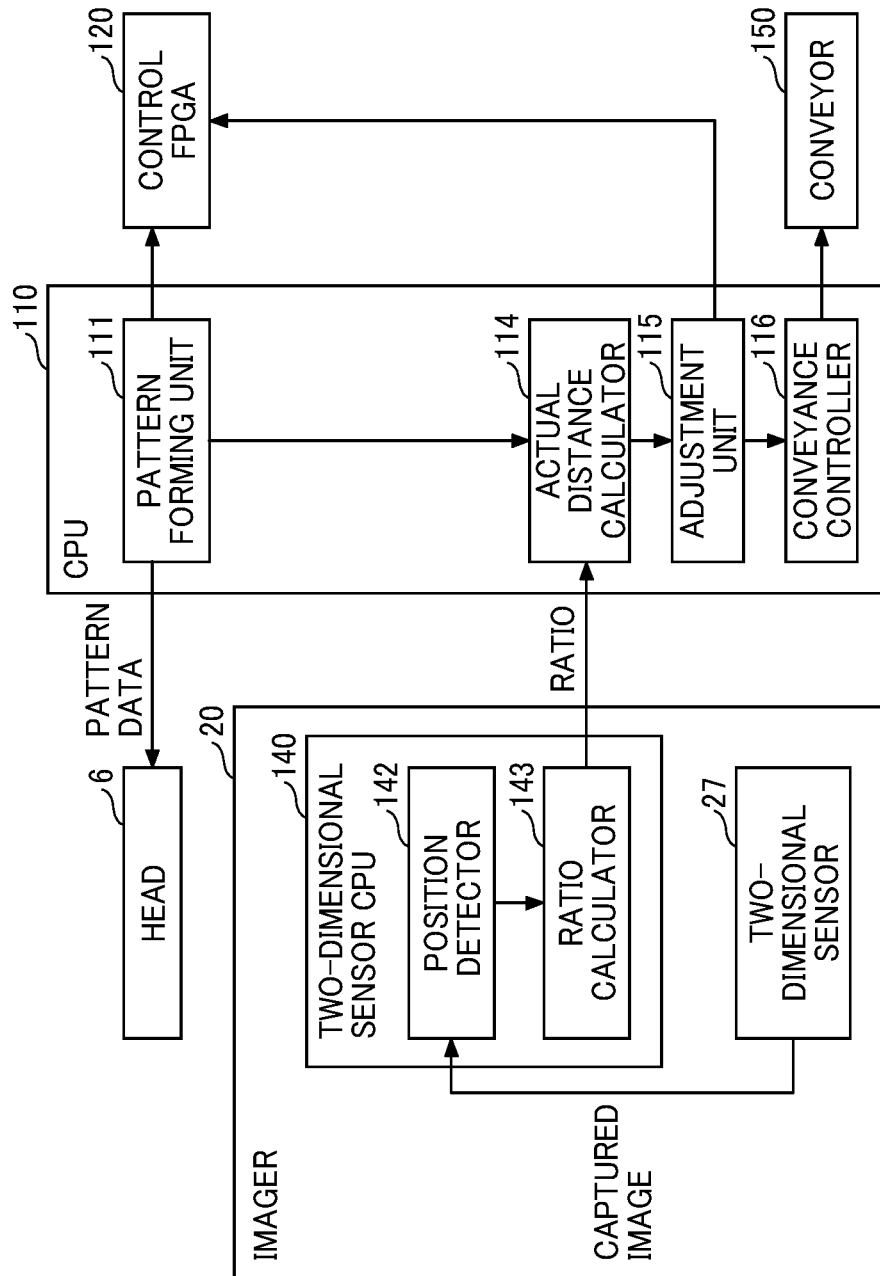 6
HEAD
PATTERN
DATA
110
CPU
111
PATTERN
FORMING UNIT
120
CONTROL
FPGA
20
IMAGER
140
TWO-DIMENSIONAL
SENSOR CPU
142
POSITION
DETECTOR
143
RATIO
CALCULATOR
RATIO
CAPTURED
IMAGE
27
TWO-
DIMENSIONAL
SENSOR
114
ACTUAL
DISTANCE
CALCULATOR
115
ADJUSTMENT
UNIT
116
CONVEYANCE
CONTROLLER
150
CONVEYOR